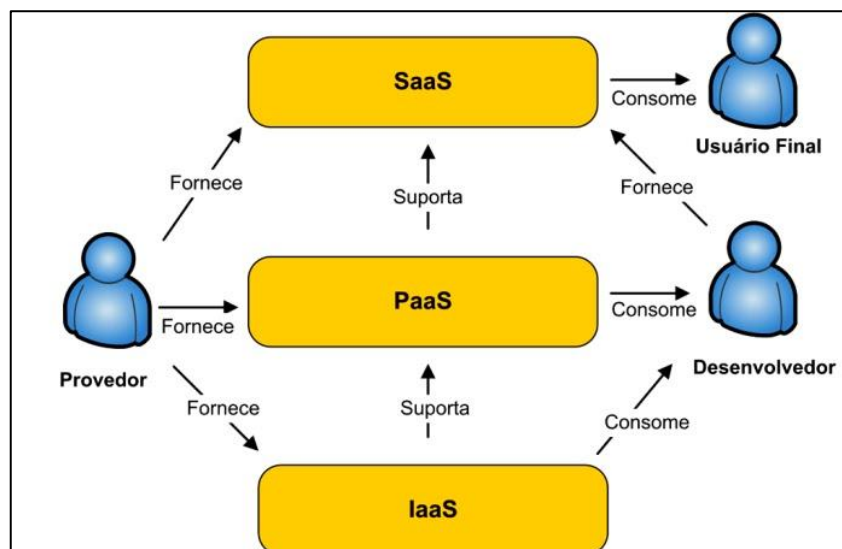 SaaS
Consome
Usuário Final
Fornece
Fornece
Suporta
PaaS
Fornece
Consome
Provedor
Desenvolvedor
Fornece
Suporta
Consome
IaaS